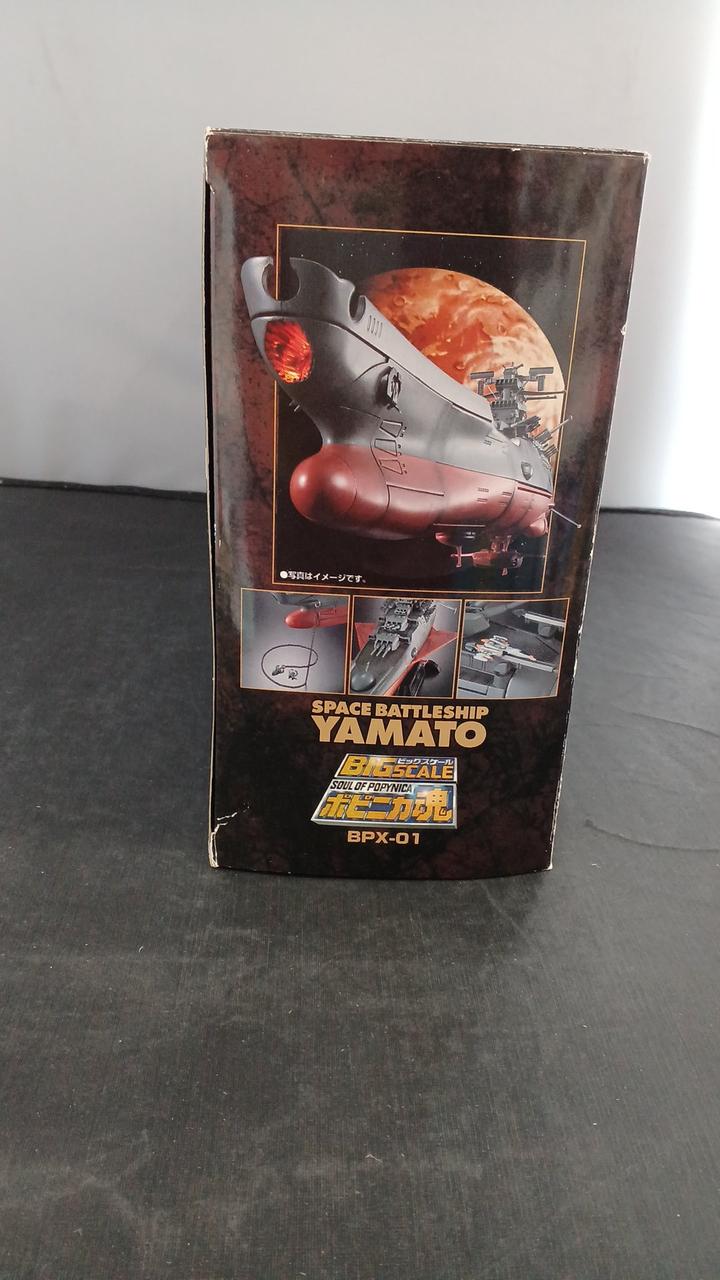 ●写真はイメージです。
SPACE BATTLESHIP
YAMATO
BIG SCALE ビッグスケール
SOUL OF POPYNICA
ポピニカ魂
BPX-01